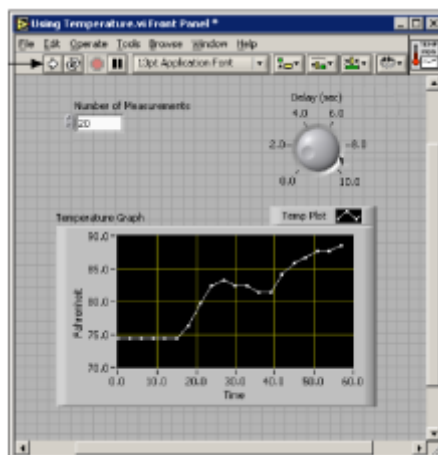 Using Temperature.vi Front Panel *
File Edit Operate Tools Browse Window Help
13pt Application Font
TEMP
Number of Measurements
20
Delay (sec)
4.0 6.0
2.0 8.0
0.0 10.0
Temperature Graph
Temp Plot
90.0
85.0
80.0
75.0
70.0
Fahrenheit
0.0 10.0 20.0 30.0 40.0 50.0 60.0
Time